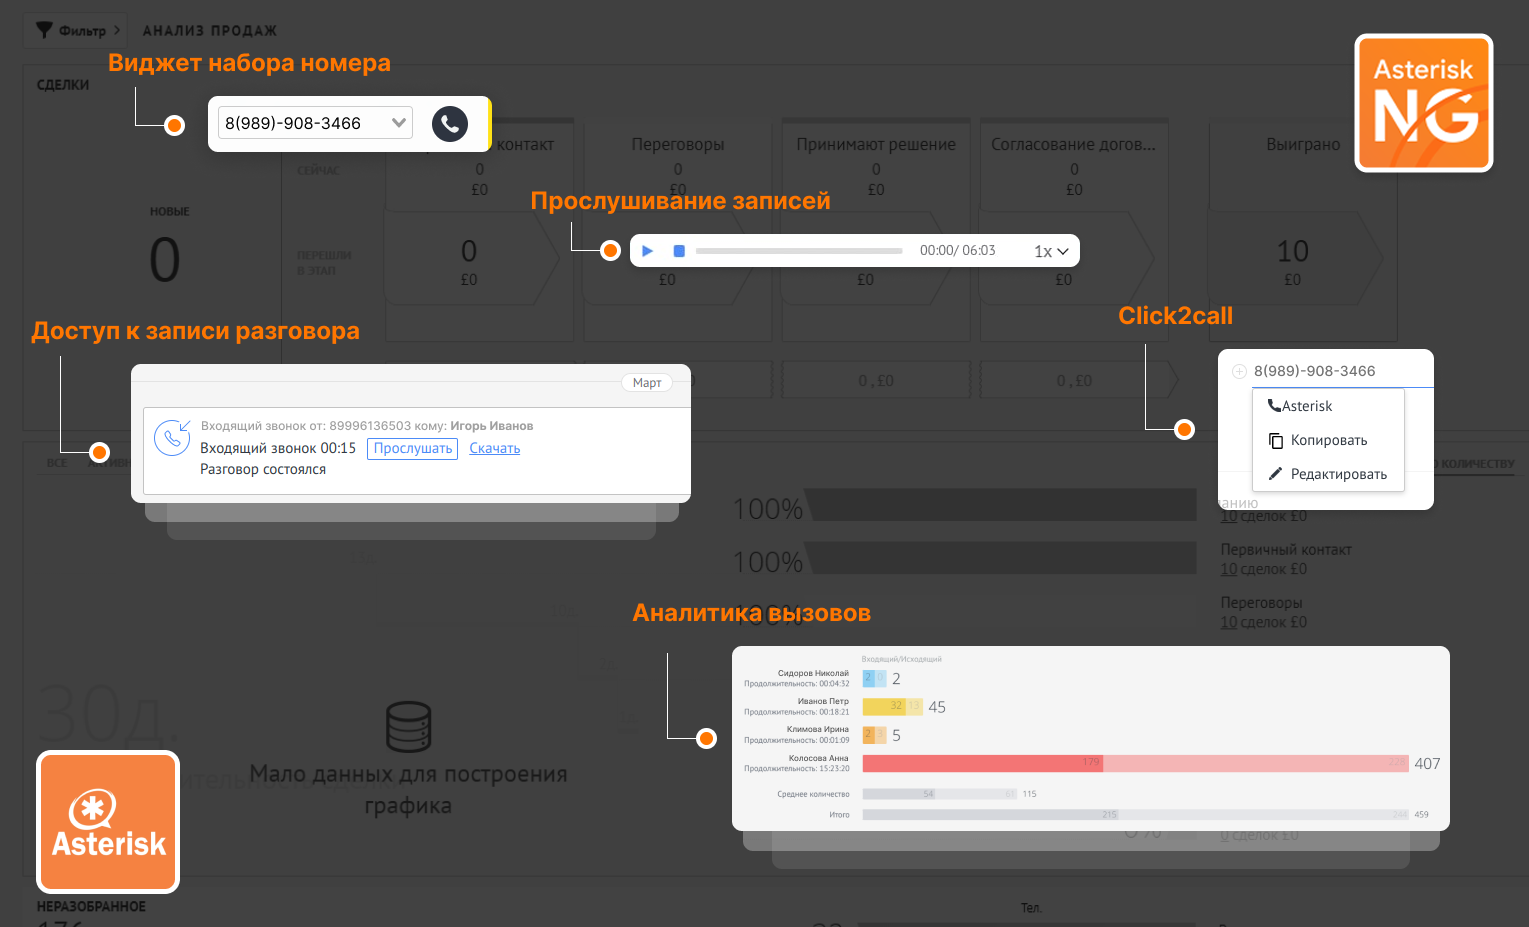 Фильтр
АНАЛИЗ ПРОДАЖ
Виджет набора номера
СДЕЛКИ
8(989)-908-3466
Asterisk
NG
контакт
Переговоры
Принимают решение
Согласование догов...
Выиграно
СЕЙЧАС
0
0
0
0
£0
£0
£0
£0
Прослушивание записей
НОВЫЕ
0
ПЕРЕШЛИ
В ЭТАП
0
00:00/ 06:03
1x
10
£0
£0
£0
£0
£0
Доступ к записи разговора
Click2call
Март
0 , £0
0 , £0
8(989)-908-3466
Asterisk
Копировать
Редактировать
Входящий звонок от: 89996136503 кому: Игорь Иванов
Входящий звонок 00:15
Прослушать
Скачать
Разговор состоялся
ВСЕ
КОЛИЧЕСТВУ
100%
10 сделок £0
100%
Первичный контакт
10 сделок £0
100%
Переговоры
10 сделок £0
Аналитика вызовов
Входящий/Исходящий
Сидоров Николай
Продолжительность: 00:04:32
2
2
Иванов Петр
Продолжительность: 00:18:21
32
13
45
Климова Ирина
Продолжительность: 00:01:09
2
3
5
Колосова Анна
Продолжительность: 15:23:20
179
228
407
Среднее количество
54
61
115
Итого
215
244
459
30д.
Мало данных для построения
графика
0%
0 сделок £0
Asterisk
НЕРАЗОБРАННОЕ
Тел.